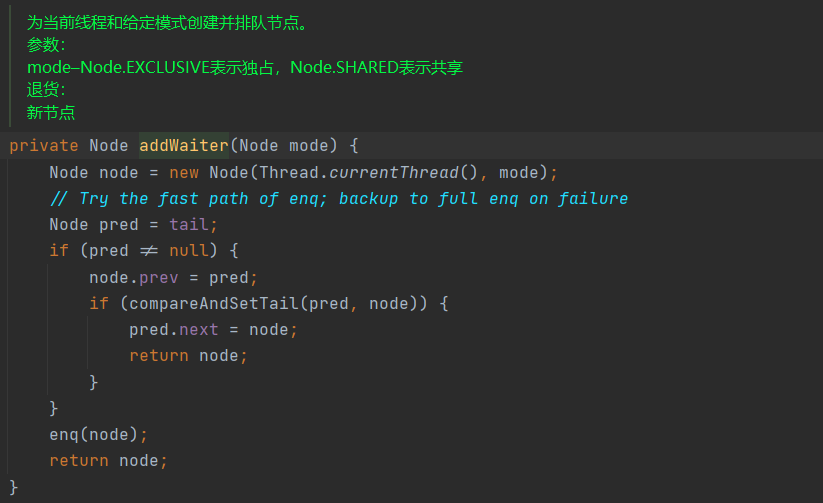 为当前线程和给定模式创建并排队节点。
参数：
mode–Node.EXCLUSIVE表示独占，Node.SHARED表示共享
退货：
新节点
private Node addWaiter(Node mode) {
    Node node = new Node(Thread.currentThread(), mode);
    // Try the fast path of enq; backup to full enq on failure
    Node pred = tail;
    if (pred != null) {
        node.prev = pred;
        if (compareAndSetTail(pred, node)) {
            pred.next = node;
            return node;
        }
    }
    enq(node);
    return node;
}